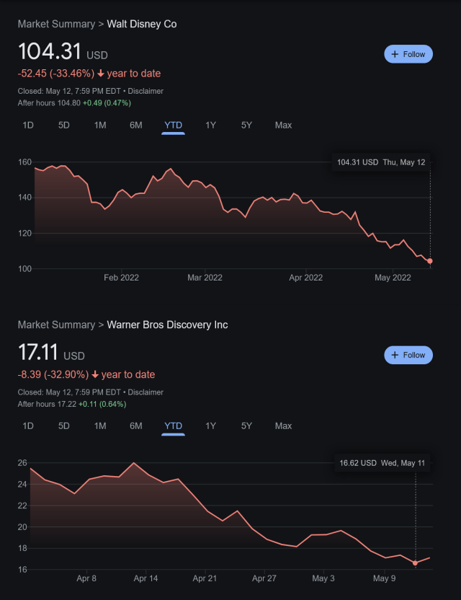 Market Summary > Walt Disney Co
104.31 USD
+ Follow
-52.45 (-33.46%) ↓ year to date
Closed: May 12, 7:59 PM EDT • Disclaimer
After hours 104.80 +0.49 (0.47%)
1D 5D 1M 6M YTD 1Y 5Y Max
104.31 USD Thu, May 12
160
140
120
100
Feb 2022 Mar 2022 Apr 2022 May 2022
Market Summary > Warner Bros Discovery Inc
17.11 USD
+ Follow
-8.39 (-32.90%) ↓ year to date
Closed: May 12, 7:59 PM EDT • Disclaimer
After hours 17.22 +0.11 (0.64%)
1D 5D 1M 6M YTD 1Y 5Y Max
16.62 USD Wed, May 11
26
24
22
20
18
16
Apr 8 Apr 14 Apr 21 Apr 27 May 3 May 9